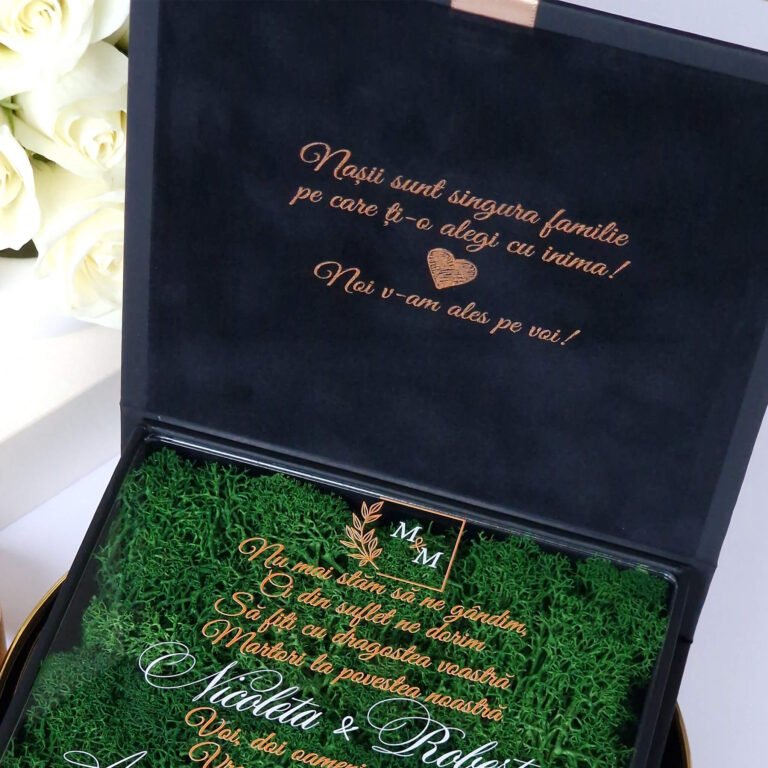 Nașii sunt singura familie
pe care ți-o alegi cu inima!
Noi v-am ales pe voi!
M&M
Nu mai stăm să ne gândim,
Ci, din suflet ne dorim
Să fiți cu dragostea voastră
Martori la povestea noastră
Nicoleta & Robert
Voi, doi oameni